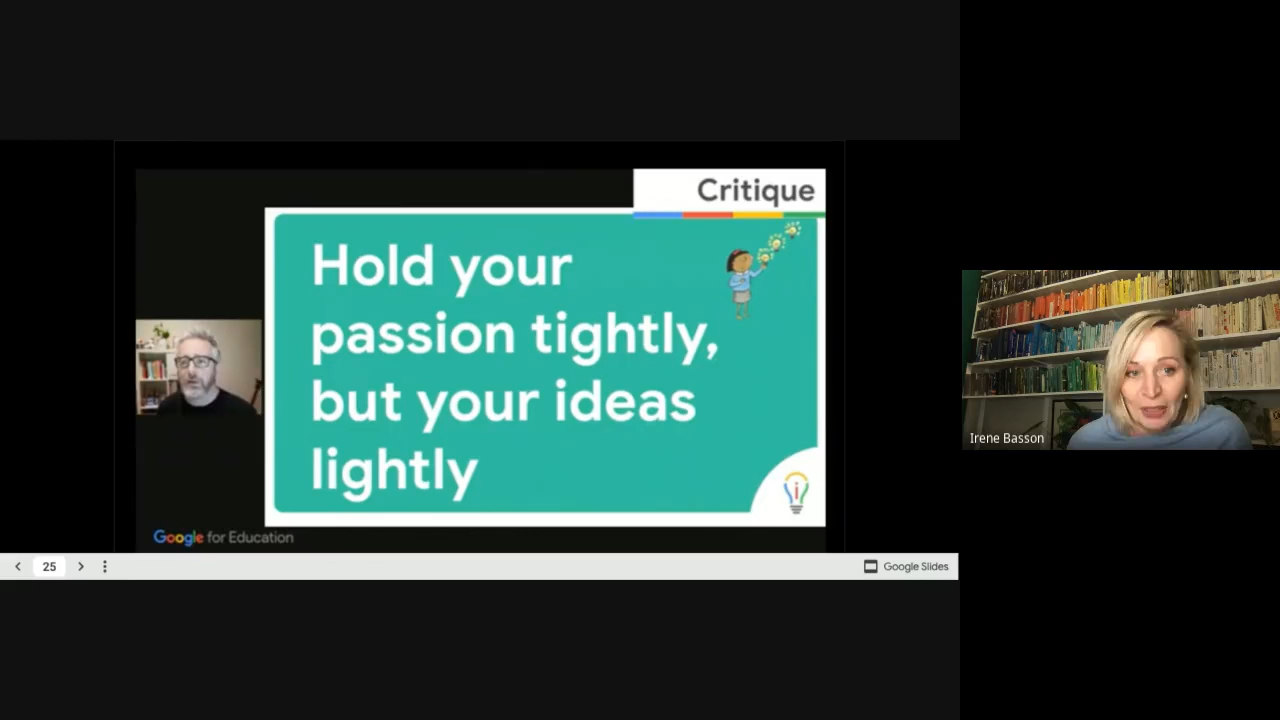 Critique
Hold your
passion tightly,
but your ideas
lightly
Google for Education
Irene Basson
25
Google Slides